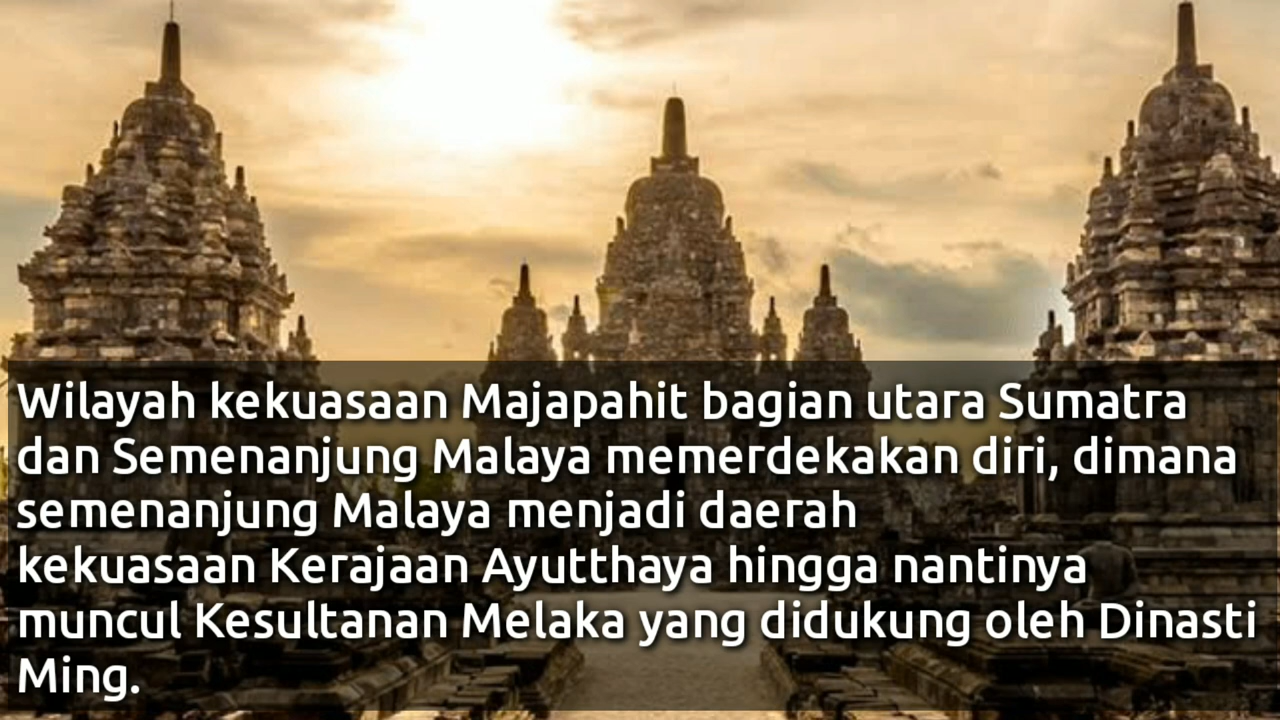 Wilayah kekuasaan Majapahit bagian utara Sumatra
dan Semenanjung Malaya memerdekakan diri, dimana
semenanjung Malaya menjadi daerah
kekuasaan Kerajaan Ayutthaya hingga nantinya
muncul Kesultanan Melaka yang didukung oleh Dinasti
Ming.